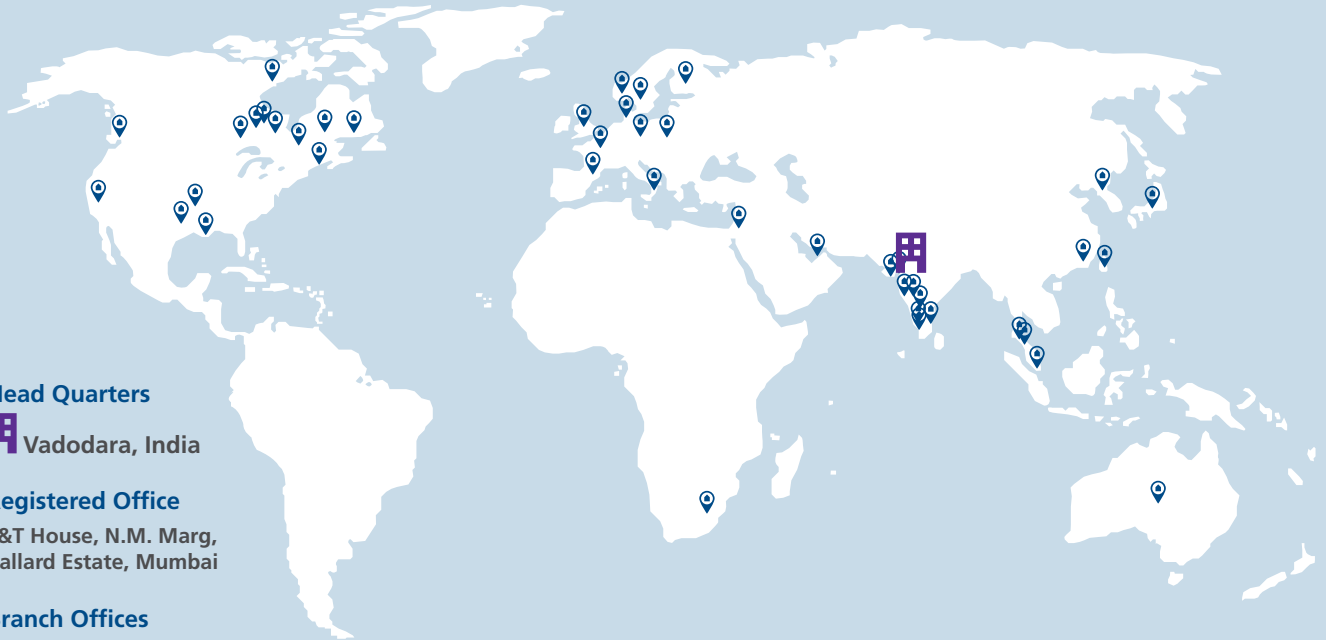 ead Quarters
Vadodara, India
egistered Office
&T House, N.M. Marg,
allard Estate, Mumbai
ranch Offices